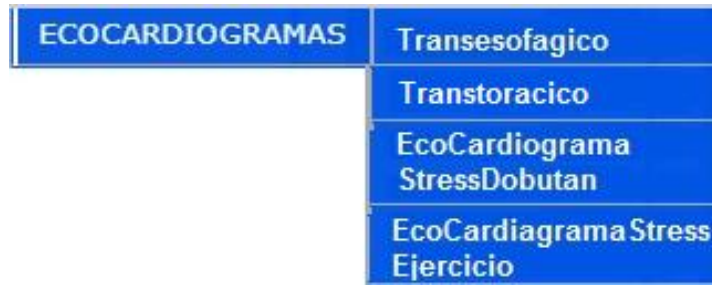 ECOCARDIOGRAMAS
Transesofagico
Transtoracico
EcoCardiograma
StressDobutan
EcoCardiagramaStress
Ejercicio